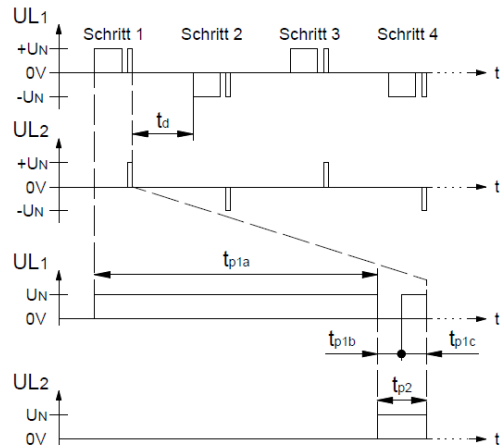 UL1
Schritt 1 Schritt 2 Schritt 3 Schritt 4
+UN
0V
-UN
t
td
UL2
+UN
0V
-UN
t
UL1
tp1a
UN
0V
t
tp1b
tp1c
UL2
tp2
UN
0V
t